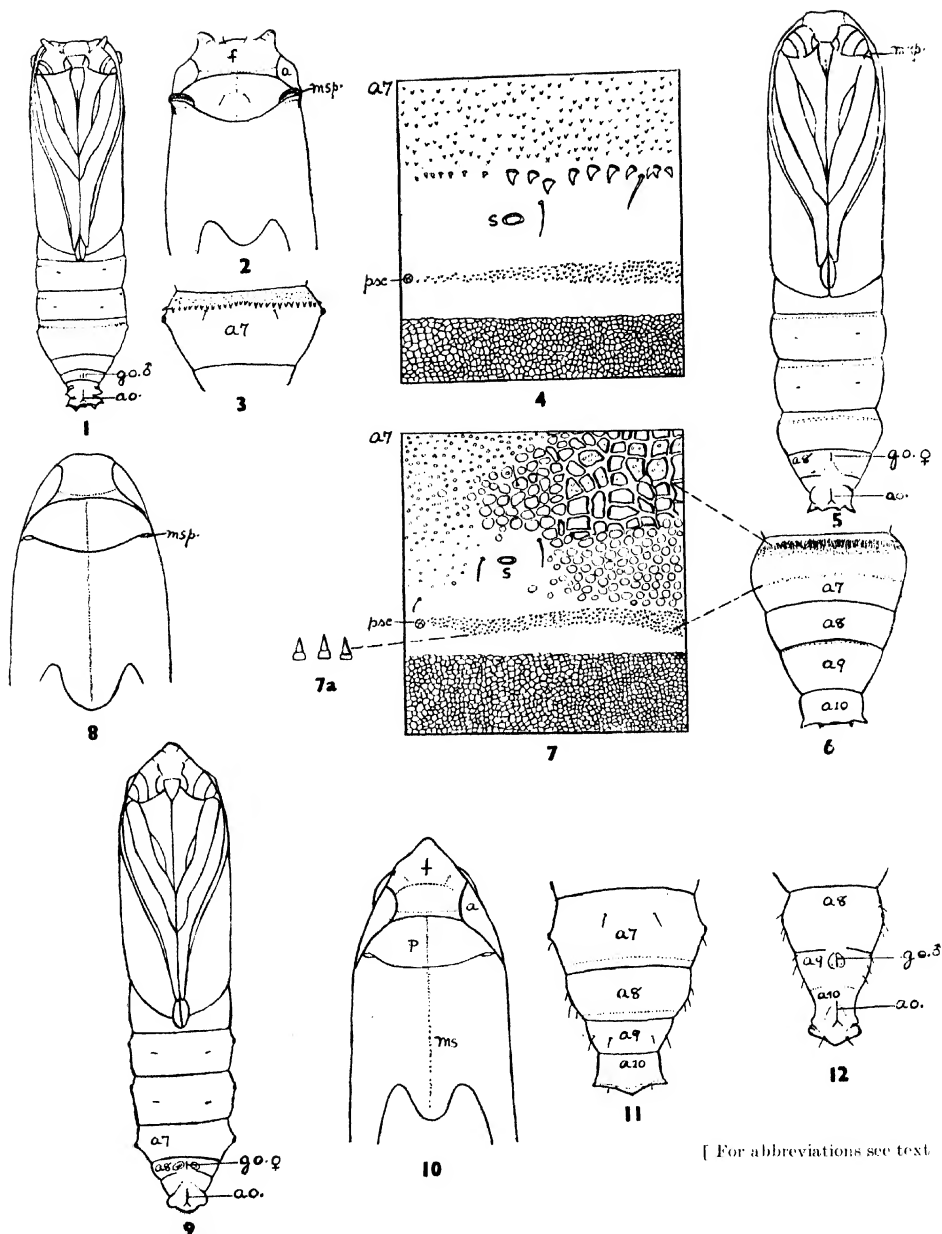 f
a
msp.
2
go.♂
ao.
1
a7
3
a7
s
psc
4
msp.
a8
go.♀
ao.
5
msp.
8
a7
s
psc
7a
7
a7
a8
a9
a10
6
a7
a8
go.♀
ao.
9
f
a
p
ms
10
a7
a8
a9
a10
11
a8
a9
go.♂
a10
ao.
12
[ For abbreviations see text